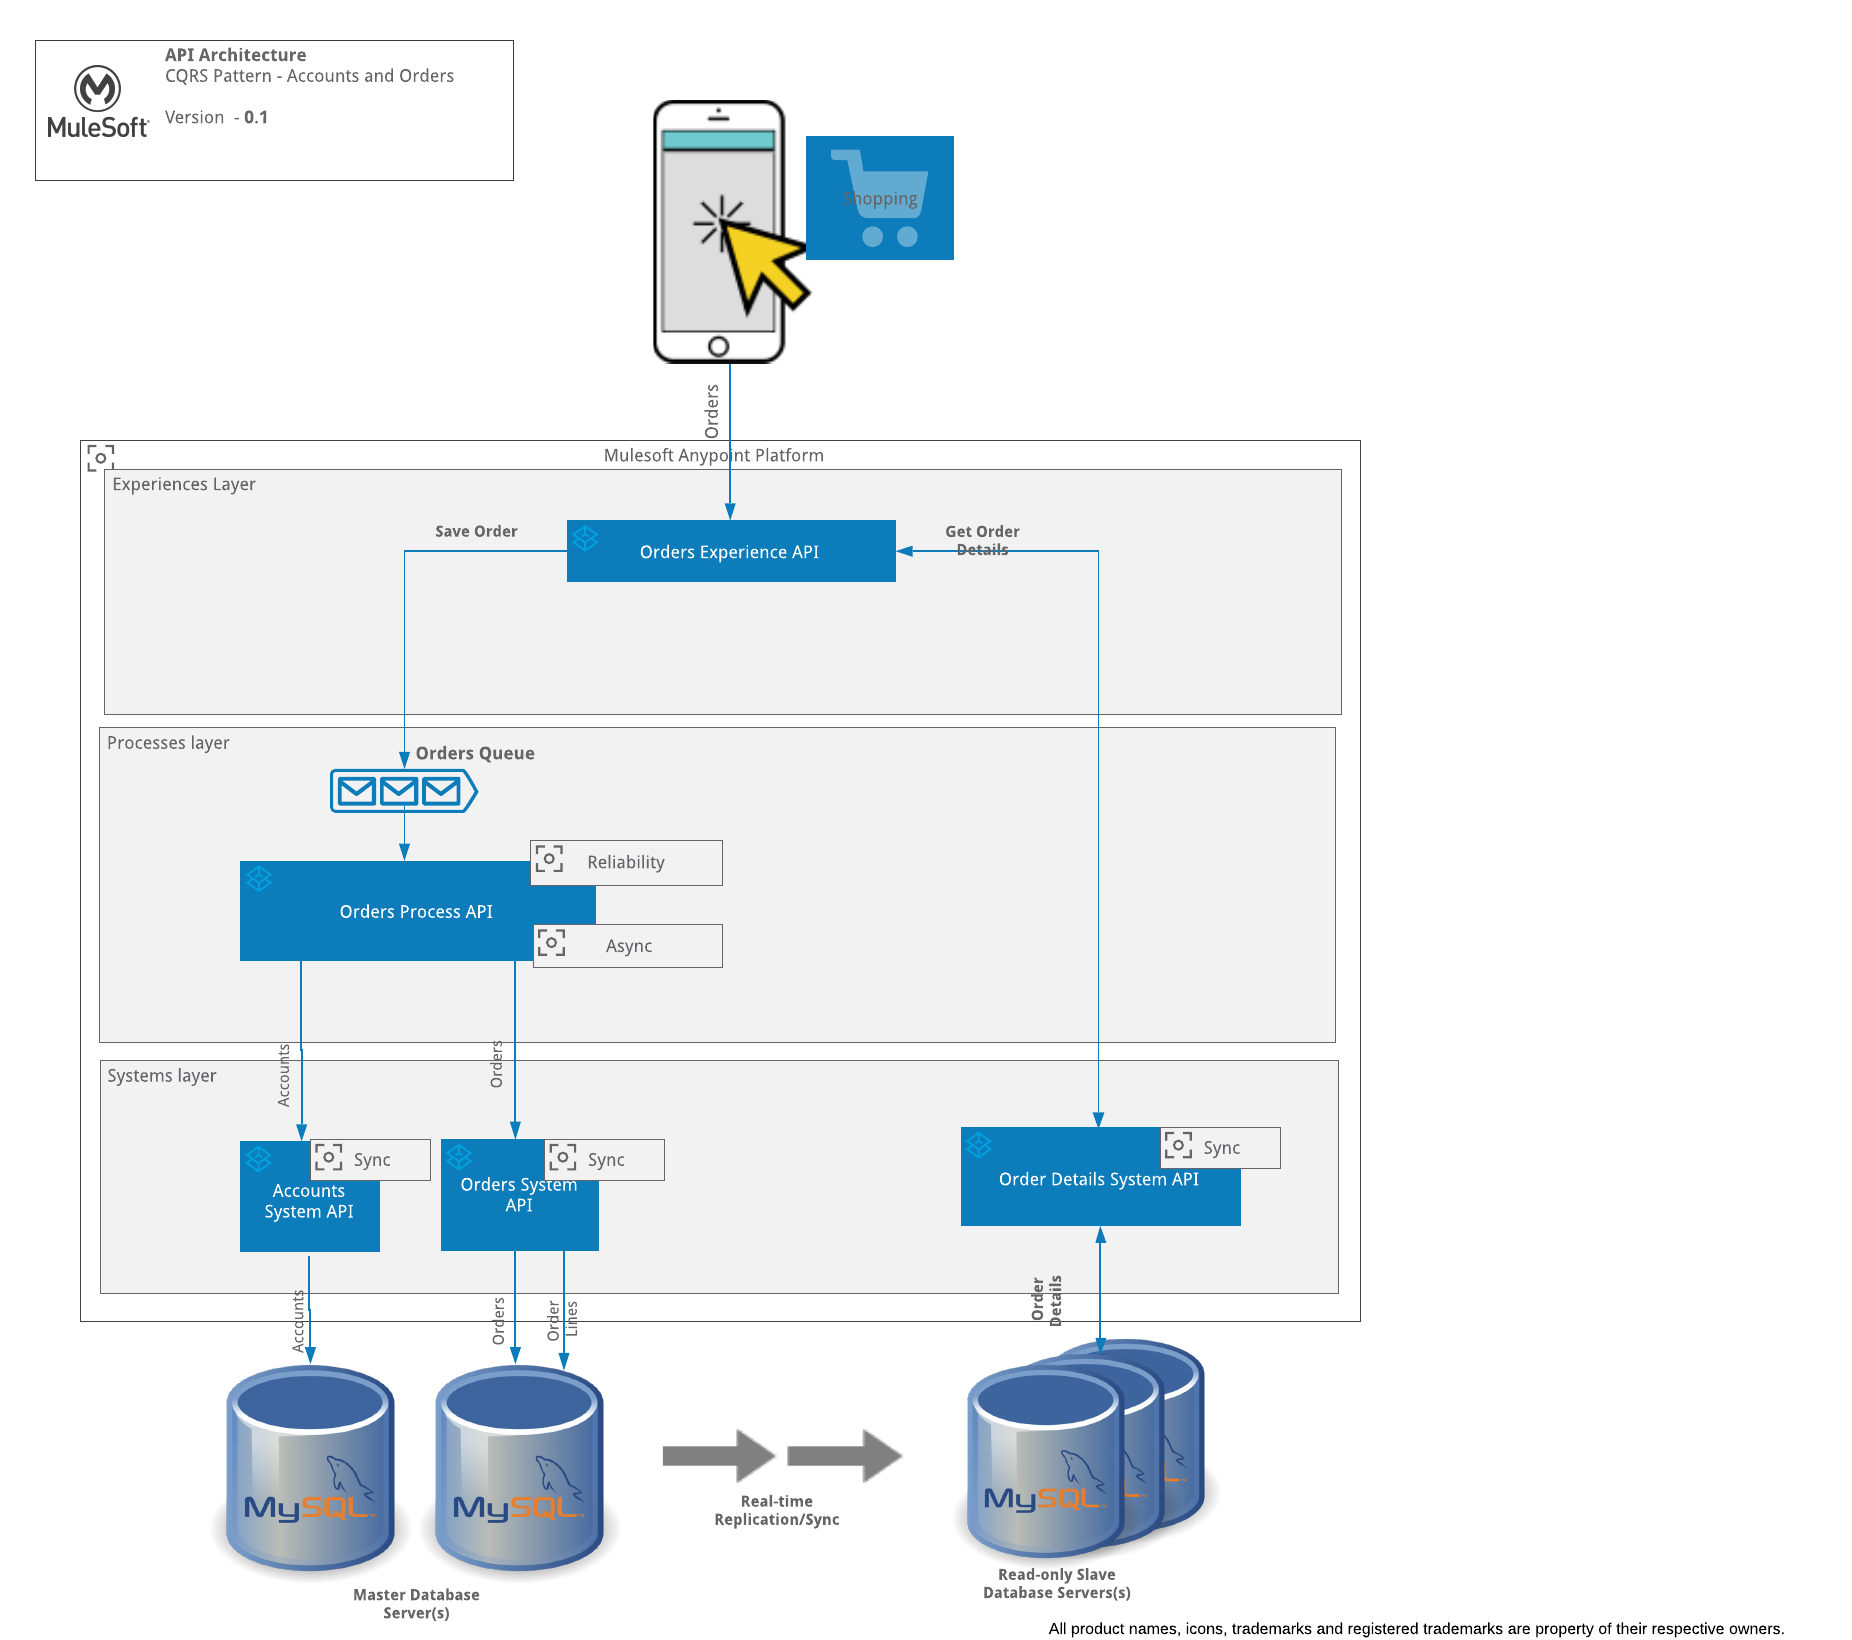 API Architecture
CQRS Pattern - Accounts and Orders
Version - 0.1
MuleSoft
Shopping
Orders
Mulesoft Anypoint Platform
Experiences Layer
Save Order
Orders Experience API
Get Order
Details
Processes layer
Orders Queue
Reliability
Orders Process API
Async
Accounts
Orders
Systems layer
Sync
Accounts
System API
Sync
Orders System
API
Sync
Order Details System API
Accounts
Orders
Order
Lines
Order
Details
MySQL
MySQL
MySQL
Real-time
Replication/Sync
Master Database
Server(s)
Read-only Slave
Database Servers(s)
All product names, icons, trademarks and registered trademarks are property of their respective owners.